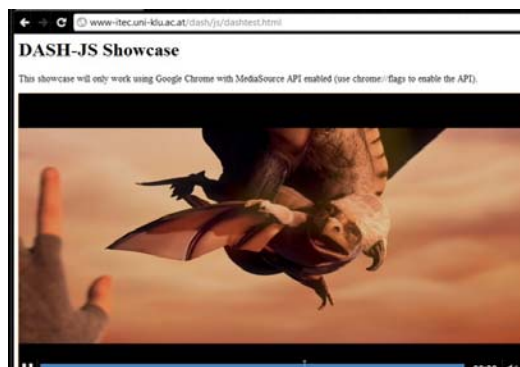 www-itec.uni-klu.ac.at/dash/js/dashtest.html
DASH-JS Showcase
This showcase will only work using Google Chrome with MediaSource API enabled (use chrome://flags to enable the API).